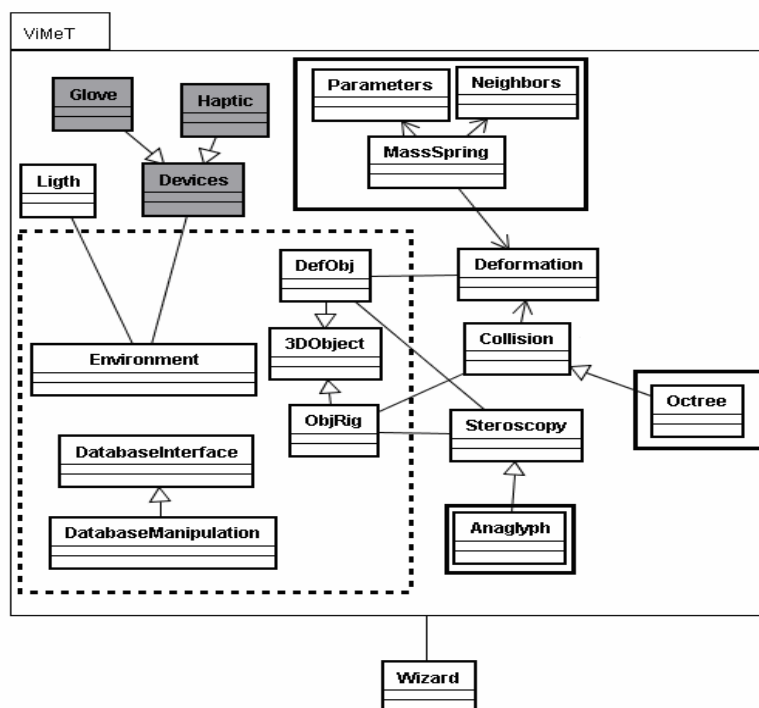 ViMeT
Glove
Haptic
Parameters
Neighbors
MassSpring
Ligth
Devices
DefObj
Deformation
Environment
3DObject
Collision
Octree
ObjRig
Steroscopy
DatabaseInterface
DatabaseManipulation
Anaglyph
Wizard